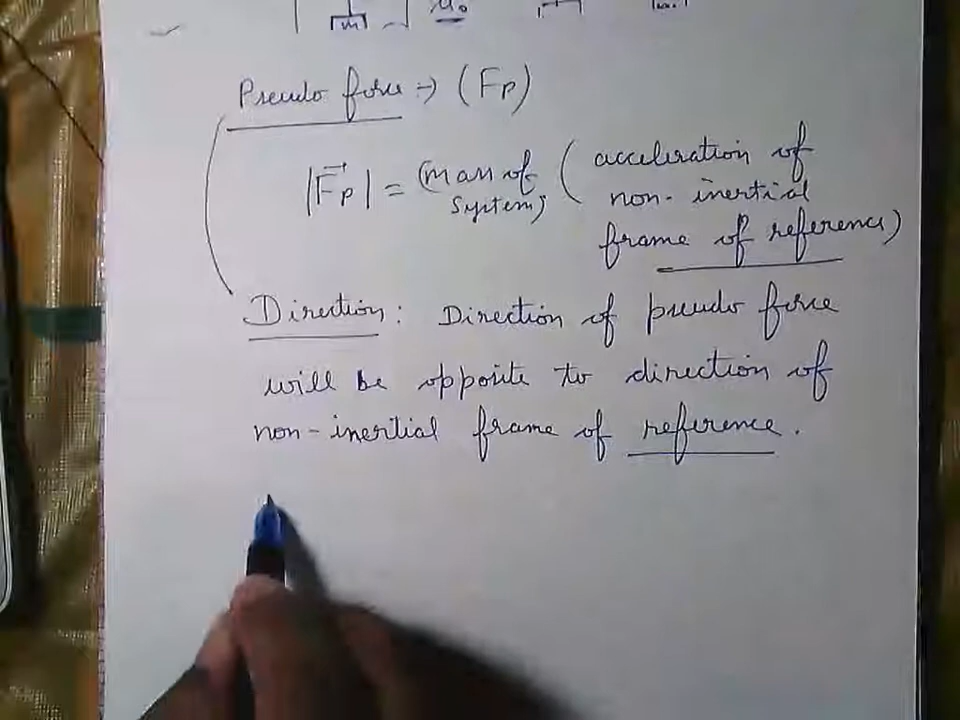 m μ₀
Pseudo force :-> (Fp)
|F⃗p| = (mass of system) (acceleration of non-inertial frame of reference)
Direction: Direction of pseudo force
will be opposite to direction of
non-inertial frame of reference.